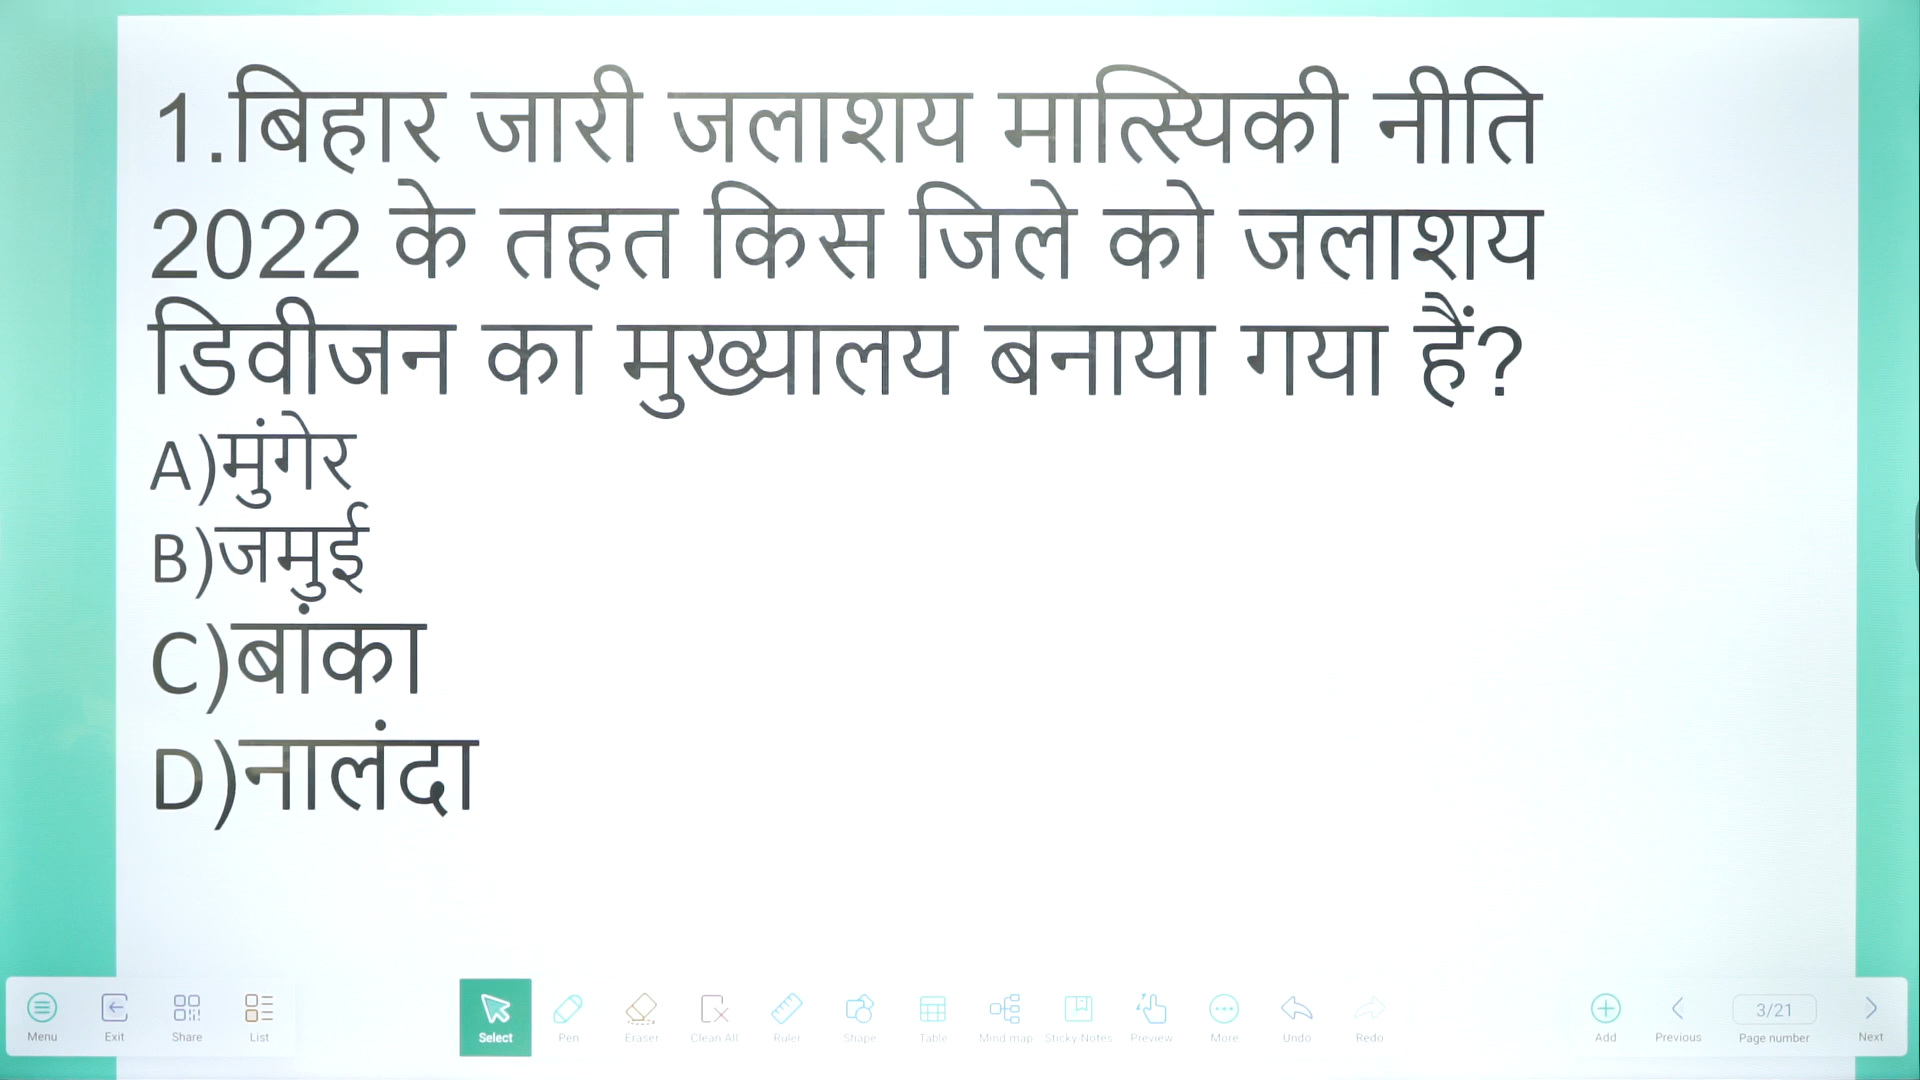 1.बिहार जारी जलाशय मात्स्यिकी नीति
2022 के तहत किस जिले को जलाशय
डिवीजन का मुख्यालय बनाया गया हैं?
A)मुंगेर
B)जमुई
C)बांका
D)नालंदा
Menu Exit Share List Select Pen Eraser Clean All Ruler Shape Table Mind map Sticky Notes Preview More Undo Redo Add Previous 3/21 Page number Next